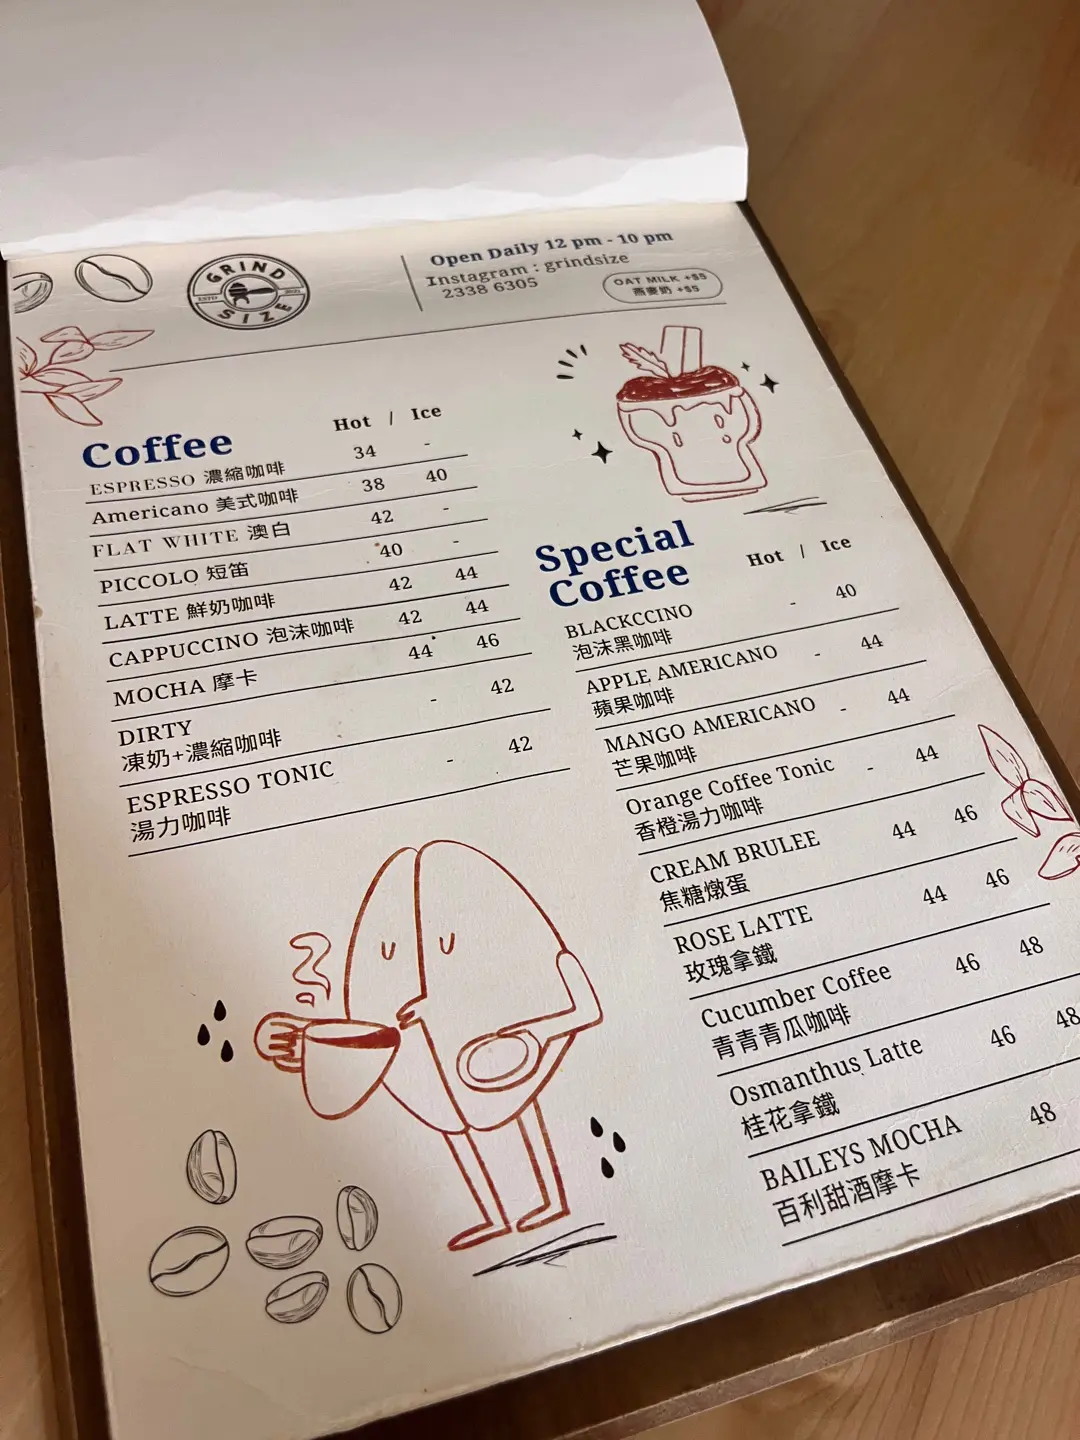 GRIND
SIZE
Open Daily 12 pm - 10 pm
Instagram : grindsize
2338 6305
OAT MILK +$5
燕麥奶 +$5
Coffee
Hot / Ice
ESPRESSO 濃縮咖啡 34 -
Americano 美式咖啡 38 40
FLAT WHITE 澳白 42 -
PICCOLO 短笛 40 -
LATTE 鮮奶咖啡 42 44
CAPPUCCINO 泡沫咖啡 42 44
MOCHA 摩卡 44 46
DIRTY - 42
凍奶+濃縮咖啡
ESPRESSO TONIC - 42
湯力咖啡
Special
Coffee
Hot / Ice
BLACKCCINO - 40
泡沫黑咖啡
APPLE AMERICANO - 44
蘋果咖啡
MANGO AMERICANO - 44
芒果咖啡
Orange Coffee Tonic - 44
香橙湯力咖啡
CREAM BRULEE 44 46
焦糖燉蛋
ROSE LATTE 44 46
玫瑰拿鐵
Cucumber Coffee 46 48
青青青瓜咖啡
Osmanthus Latte 46 48
桂花拿鐵
BAILEYS MOCHA 48
百利甜酒摩卡